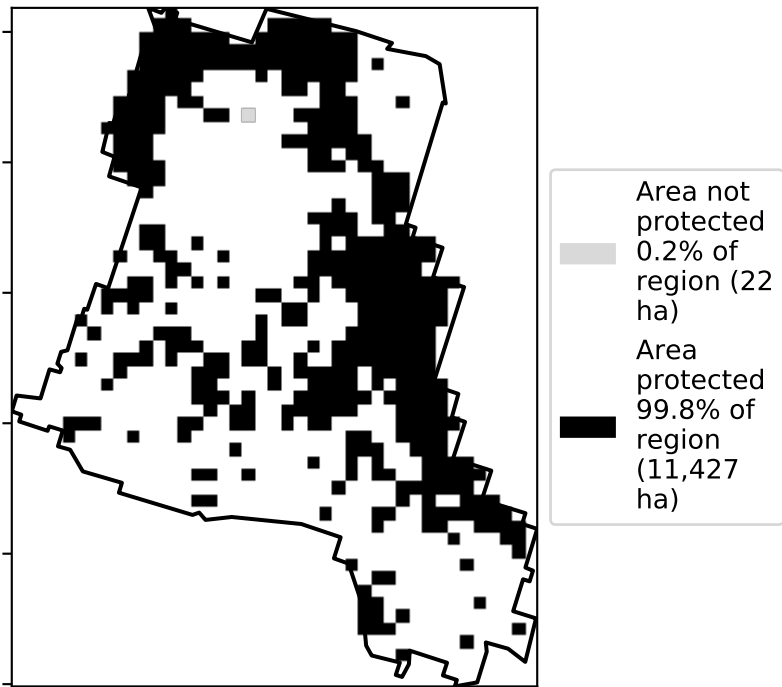 Area not
protected
0.2% of
region (22
ha)
Area
protected
99.8% of
region
(11,427
ha)